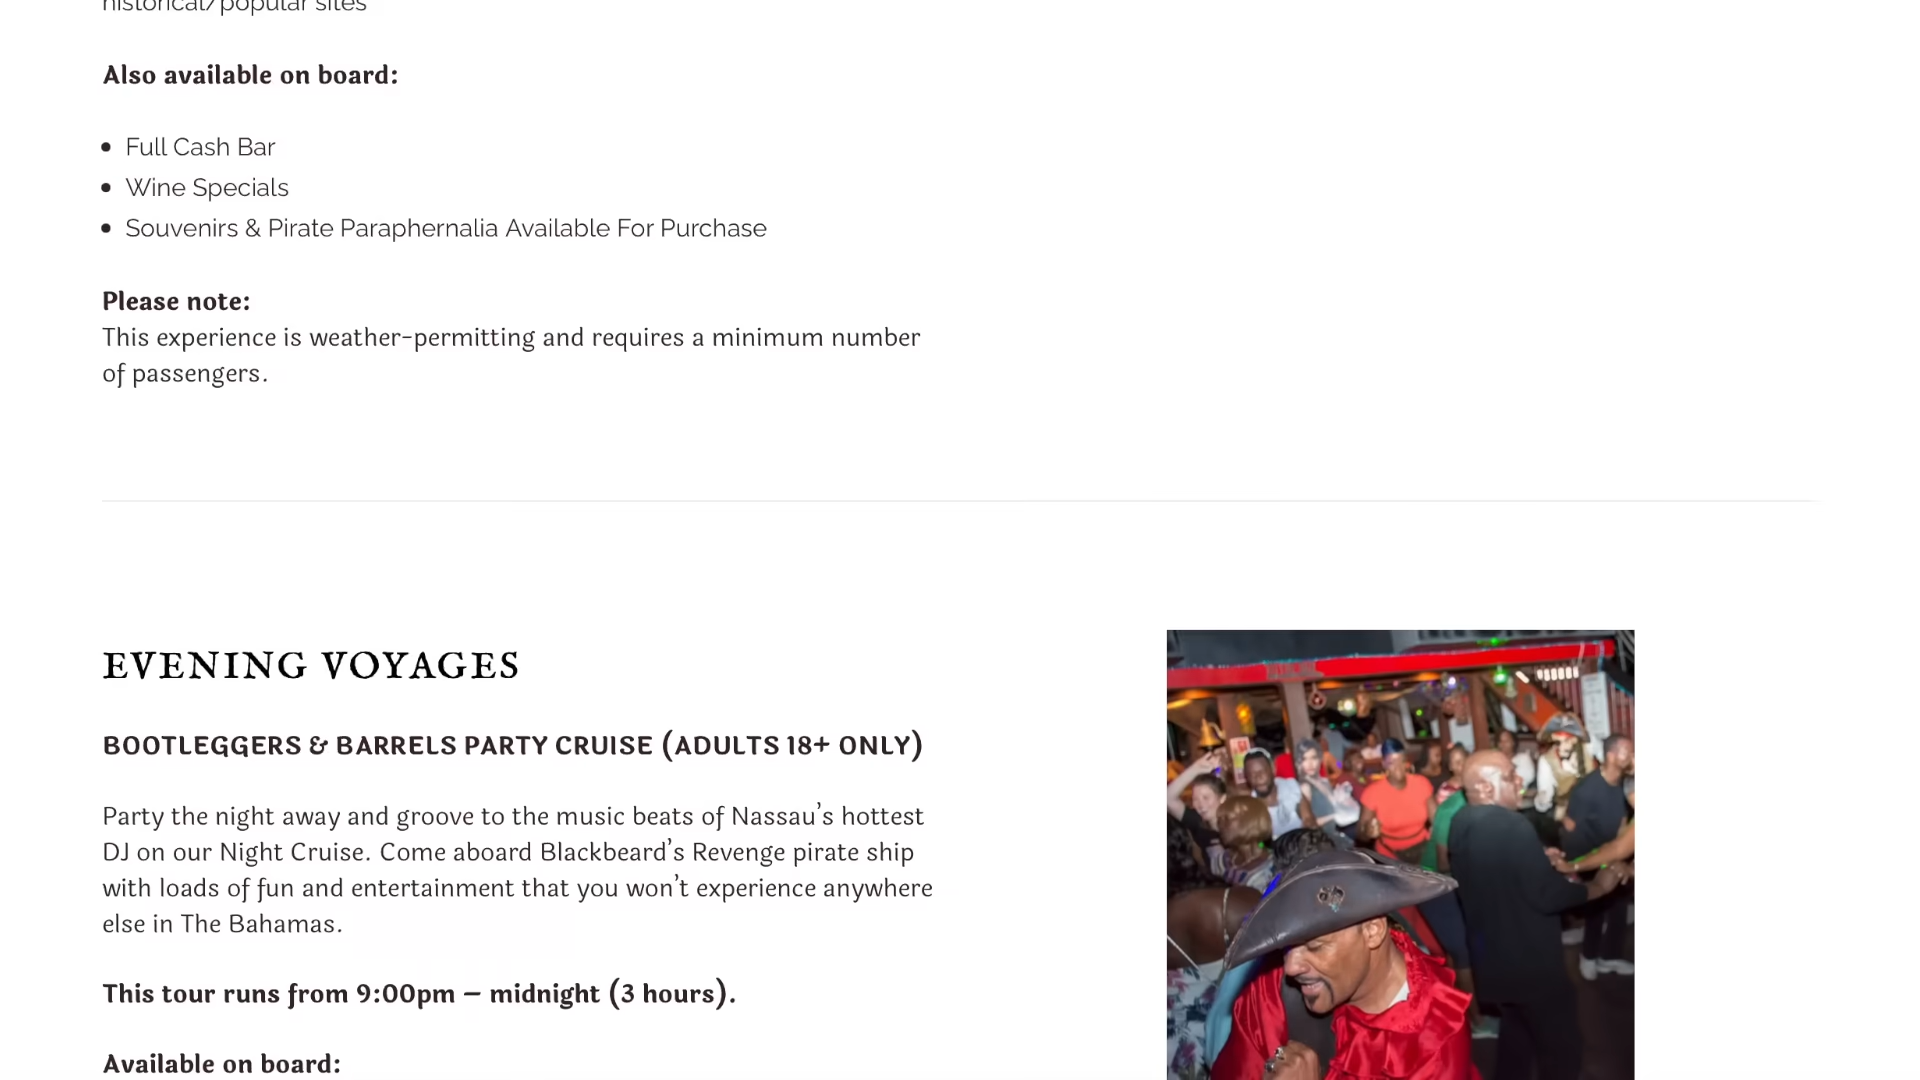 historical/popular sites
Also available on board:
Full Cash Bar
Wine Specials
Souvenirs & Pirate Paraphernalia Available For Purchase
Please note:
This experience is weather-permitting and requires a minimum number
of passengers.
EVENING VOYAGES
BOOTLEGGERS & BARRELS PARTY CRUISE (ADULTS 18+ ONLY)
Party the night away and groove to the music beats of Nassau’s hottest
DJ on our Night Cruise. Come aboard Blackbeard’s Revenge pirate ship
with loads of fun and entertainment that you won’t experience anywhere
else in The Bahamas.
This tour runs from 9:00pm – midnight (3 hours).
Available on board: